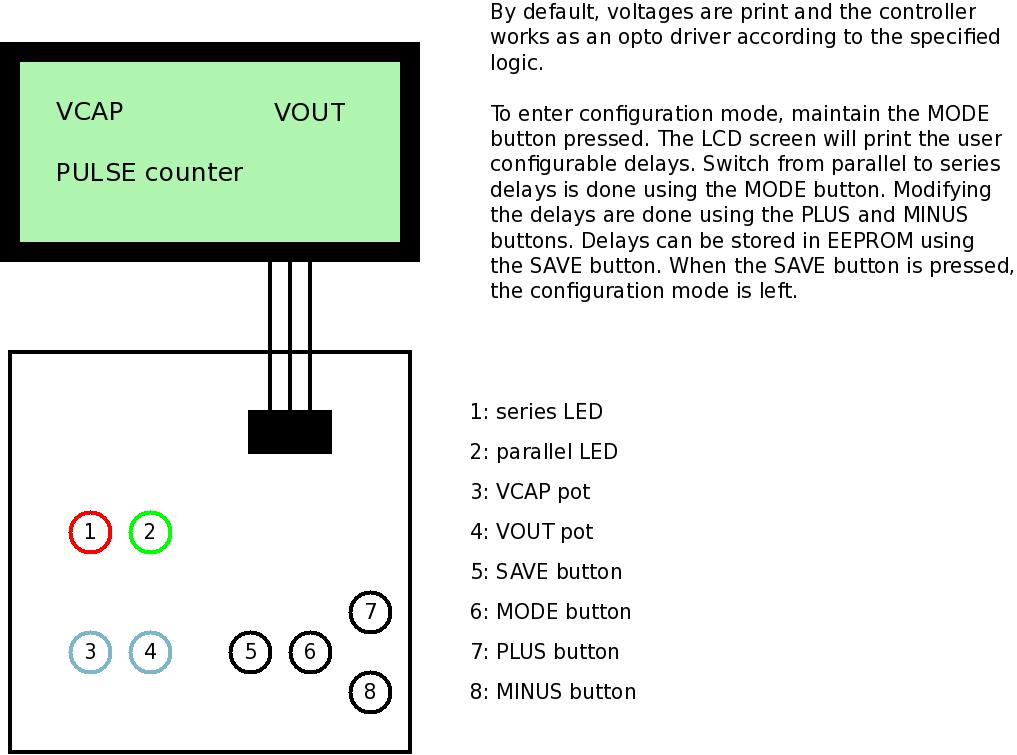 By default, voltages are print and the controller
works as an opto driver according to the specified
logic.
To enter configuration mode, maintain the MODE
button pressed. The LCD screen will print the user
configurable delays. Switch from parallel to series
delays is done using the MODE button. Modifying
the delays are done using the PLUS and MINUS
buttons. Delays can be stored in EEPROM using
the SAVE button. When the SAVE button is pressed,
the configuration mode is left.
VCAP VOUT
PULSE counter
1: series LED
2: parallel LED
3: VCAP pot
4: VOUT pot
5: SAVE button
6: MODE button
7: PLUS button
8: MINUS button
1 2
7
3 4 5 6
8